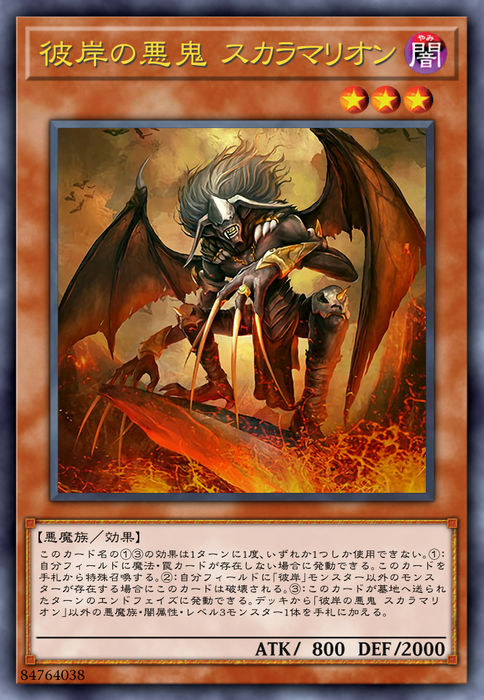 彼岸の悪鬼 スカラマリオン
やみ
闇
【悪魔族／効果】
このカード名の①③の効果は1ターンに1度、いずれか1つしか使用できない。①：
自分フィールドに魔法・罠カードが存在しない場合に発動できる。このカードを
手札から特殊召喚する。②：自分フィールドに「彼岸」モンスター以外のモンス
ターが存在する場合にこのカードは破壊される。③：このカードが墓地へ送られ
たターンのエンドフェイズに発動できる。デッキから「彼岸の悪鬼 スカラマリ
オン」以外の悪魔族・闇属性・レベル3モンスター1体を手札に加える。
ATK/ 800 DEF/2000
84764038